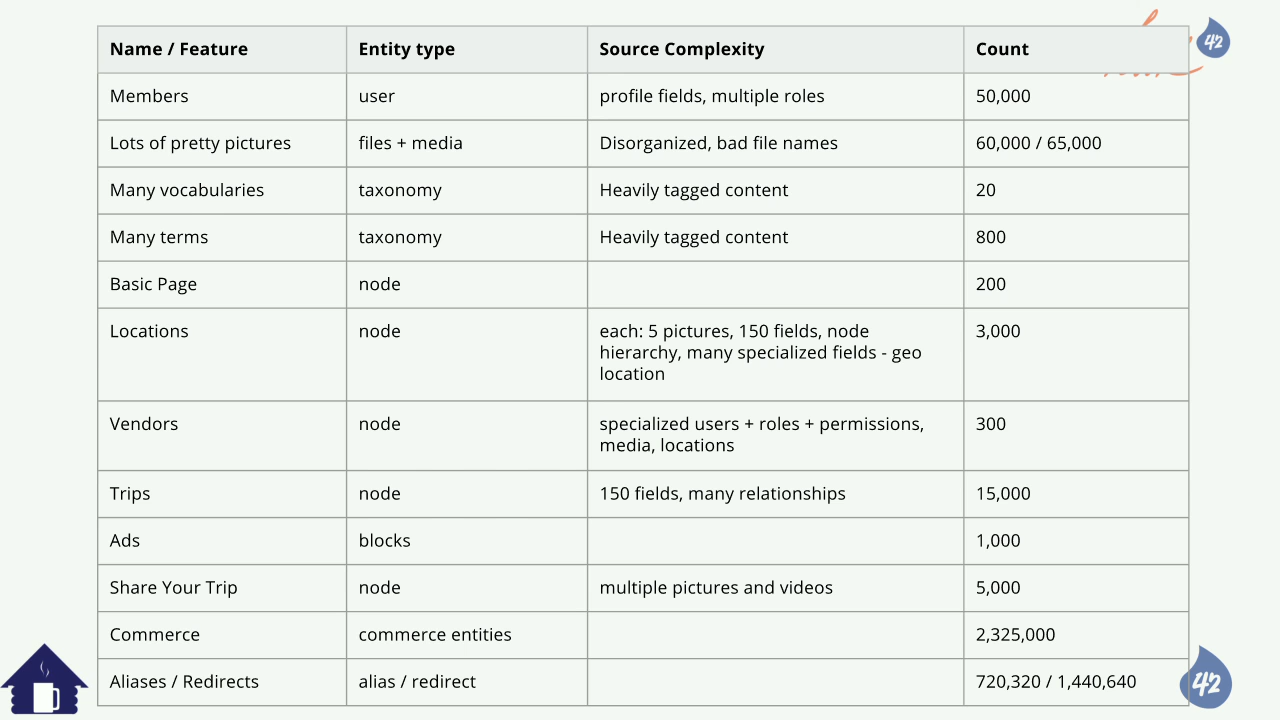 Name / Feature Entity type Source Complexity Count
42
Members user profile fields, multiple roles 50,000
Lots of pretty pictures files + media Disorganized, bad file names 60,000 / 65,000
Many vocabularies taxonomy Heavily tagged content 20
Many terms taxonomy Heavily tagged content 800
Basic Page node 200
Locations node each: 5 pictures, 150 fields, node 3,000
hierarchy, many specialized fields - geo
location
Vendors node specialized users + roles + permissions, 300
media, locations
Trips node 150 fields, many relationships 15,000
Ads blocks 1,000
Share Your Trip node multiple pictures and videos 5,000
Commerce commerce entities 2,325,000
Aliases / Redirects alias / redirect 720,320 / 1,440,640
42